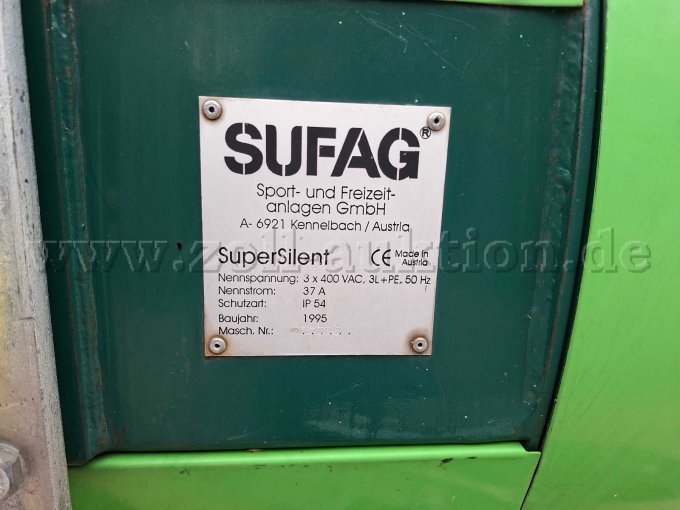 SUFAG®
Sport- und Freizeit-
anlagen GmbH
A- 6921 Kennelbach / Austria
SuperSilent CE Made in Austria
Nennspannung: 3 x 400 VAC, 3L+PE, 50 Hz
Nennstrom: 37 A
Schutzart: IP 54
Baujahr: 1995
Masch. Nr.: . . . . . .
www.zoll-auktion.de